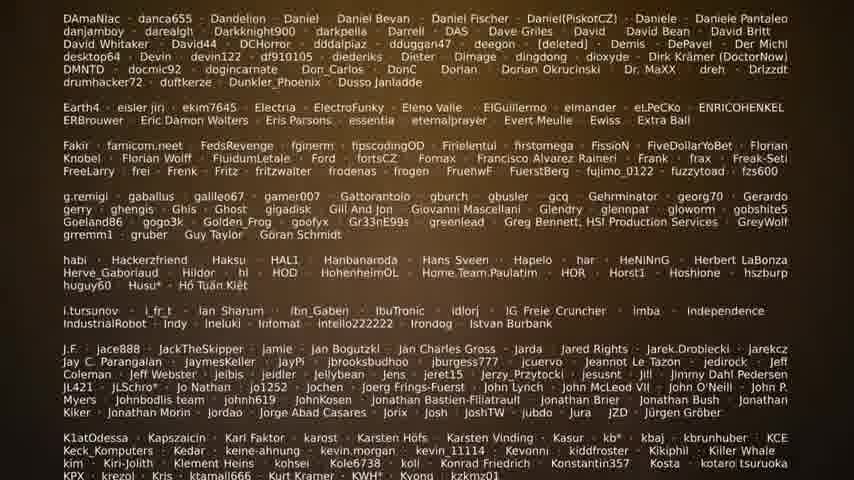 DAmaNiac · danca655 · Dandelion · Daniel · Daniel Bevan · Daniel Fischer · Daniel(PiskotCZ) · Daniele · Daniele Pantaleo
danjamboy · darealgh · Darkknight900 · darkpella · Darrell · DAS · Dave Griles · David · David Bean · David Britt
David Whitaker · David44 · DCHorror · dddalpiaz · dduggan47 · deegon · [deleted] · Demis · DePavel · Der Michl
desktop64 · Devin · devin122 · df910105 · diederiks · Dieter · Dimage · dingdong · dioxyde · Dirk Krämer (DoctorNow)
DMNTD · docmic92 · dogincarnate · Don_Carlos · DonC · Dorian · Dorian Okrucinski · Dr. MaXX · dreh · Drizzdt
drumhacker72 · duftkerze · Dunkler_Phoenix · Dusso Janladde
Earth4 · eisler jiri · ekim7645 · Electria · ElectroFunky · Eleno Valle · ElGuillermo · elmander · eLPeCKo · ENRICOHENKEL
ERBrouwer · Eric Damon Walters · Eris Parsons · essentia · eternalprayer · Evert Meulie · Ewiss · Extra Ball
Fakir · famicom.neet · FedsRevenge · fginerm · fipscodingOD · Firielentul · firstomega · FissioN · FiveDollarYoBet · Florian
Knobel · Florian Wolff · FluidumLetale · Ford · fortsCZ · Fornax · Francisco Alvarez Raineri · Frank · frax · Freak-Seti
FreeLarry · frei · Frenk · Fritz · fritzwalter · frodenas · frogen · FruehwF · FuerstBerg · fujimo_0122 · fuzzytoad · fzs600
g.remigi · gaballus · galileo67 · gamer007 · Gattorantolo · gburch · gbusler · gcq · Gehrminator · georg70 · Gerardo
gerry · ghengis · Ghis · Ghost · gigadisk · Gill And Jon · Giovanni Mascellani · Glendry · glennpat · gloworm · gobshite5
Goeland86 · gogo3k · Golden_Frog · goofyx · Gr33nE99s · greenlead · Greg Bennett, HSI Production Services · GreyWolf
grremm1 · gruber · Guy Taylor · Göran Schmidt
habi · Hackerzfriend · Haksu · HAL1 · Hanbanaroda · Hans Sveen · Hapelo · har · HeNiNnG · Herbert LaBonza
Herve_Gaboriaud · Hildor · hl · HOD · HohenheimOL · Home.Team.Paulatim · HOR · Horst1 · Hoshione · hszburp
huguy60 · Husu* · Hồ Tuấn Kiệt
i.tursunov · i_fr_t · Ian Sharum · Ibn_Gaben · IbuTronic · idlorj · IG Freie Cruncher · imba · independence
IndustrialRobot · Indy · Ineluki · Infomat · intello222222 · Irondog · Istvan Burbank
J.F. · jace888 · JackTheSkipper · jamie · Jan Bogutzki · Jan Charles Gross · Jarda · Jared Rights · Jarek.Drobiecki · Jarekcz
Jay C. Parangalan · JaymesKeller · JayPi · jbrooksbudhoo · jburgess777 · jcuervo · Jeannot Le Tazon · jedirock · Jeff
Coleman · Jeff Webster · Jeibis · jeidler · Jellybean · Jens · jeret15 · Jerzy_Przytocki · jesusnt · Jill · Jimmy Dahl Pedersen
JL421 · JLSchro* · Jo Nathan · jo1252 · Jochen · Joerg Frings-Fuerst · John Lynch · John McLeod VII · John O'Neill · John P.
Myers · Johnbodlis team · johnh619 · JohnKosen · Jonathan Bastien-Filiatrault · Jonathan Brier · Jonathan Bush · Jonathan
Kiker · Jonathan Morin · Jordao · Jorge Abad Casares · Jorix · Josh · JoshTW · jubdo · Jura · JZD · Jürgen Gröber
K1atOdessa · Kapszaicin · Karl Faktor · karost · Karsten Höfs · Karsten Vinding · Kasur · kb* · kbaj · kbrunhuber · KCE
Keck_Komputers · Kedar · keine-ahnung · kevin.morgan · kevin_11114 · Kevonni · kiddfroster · Kikiphil · Killer Whale
kim · Kiri-Jolith · Klement Heins · kohsei · Kole6738 · koli · Konrad Friedrich · Konstantin357 · Kosta · kotaro tsuruoka
KPX · krezol · Kris · ktamail666 · Kurt Kramer · KWH* · Kyong · kzkmz01